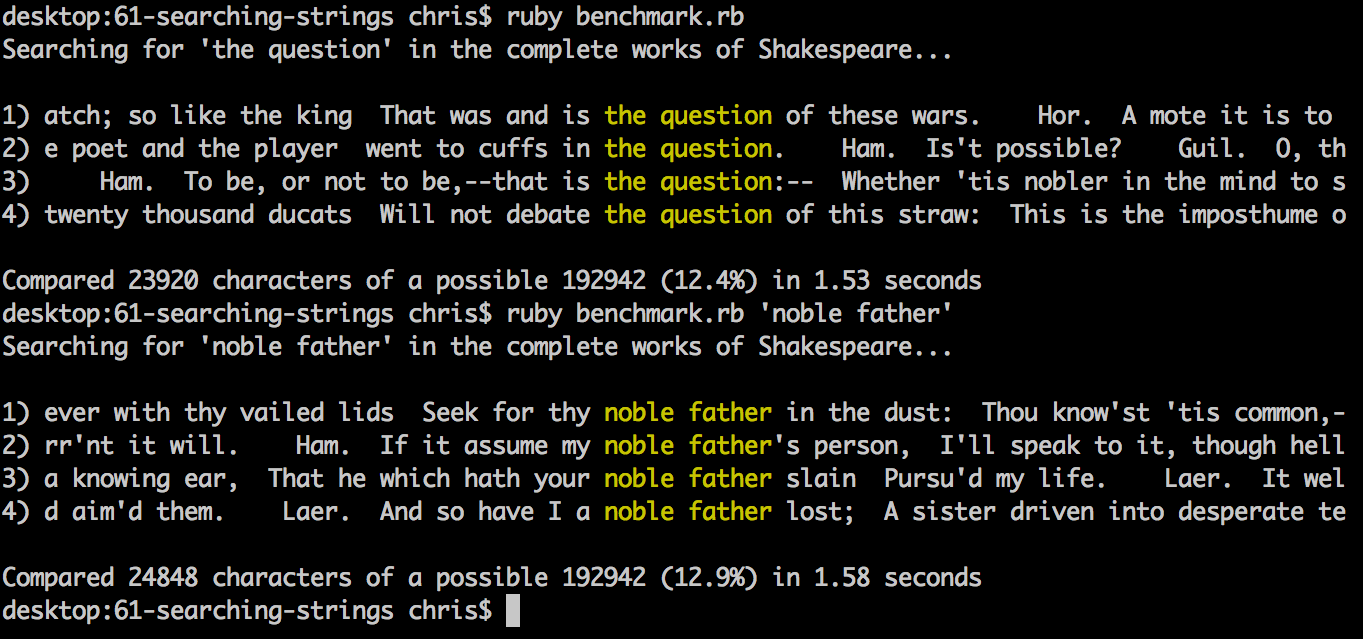 desktop:61-searching-strings chris$ ruby benchmark.rb
Searching for 'the question' in the complete works of Shakespeare...
1) atch; so like the king  That was and is the question of these wars.    Hor.  A mote it is to
2) e poet and the player  went to cuffs in the question.    Ham.  Is't possible?    Guil.  O, th
3)     Ham.  To be, or not to be,--that is the question:--  Whether 'tis nobler in the mind to s
4) twenty thousand ducats  Will not debate the question of this straw:  This is the imposthume o
Compared 23920 characters of a possible 192942 (12.4%) in 1.53 seconds
desktop:61-searching-strings chris$ ruby benchmark.rb 'noble father'
Searching for 'noble father' in the complete works of Shakespeare...
1) ever with thy vailed lids  Seek for thy noble father in the dust:  Thou know'st 'tis common,-
2) rr'nt it will.    Ham.  If it assume my noble father's person,  I'll speak to it, though hell
3) a knowing ear,  That he which hath your noble father slain  Pursu'd my life.    Laer.  It wel
4) d aim'd them.    Laer.  And so have I a noble father lost;  A sister driven into desperate te
Compared 24848 characters of a possible 192942 (12.9%) in 1.58 seconds
desktop:61-searching-strings chris$